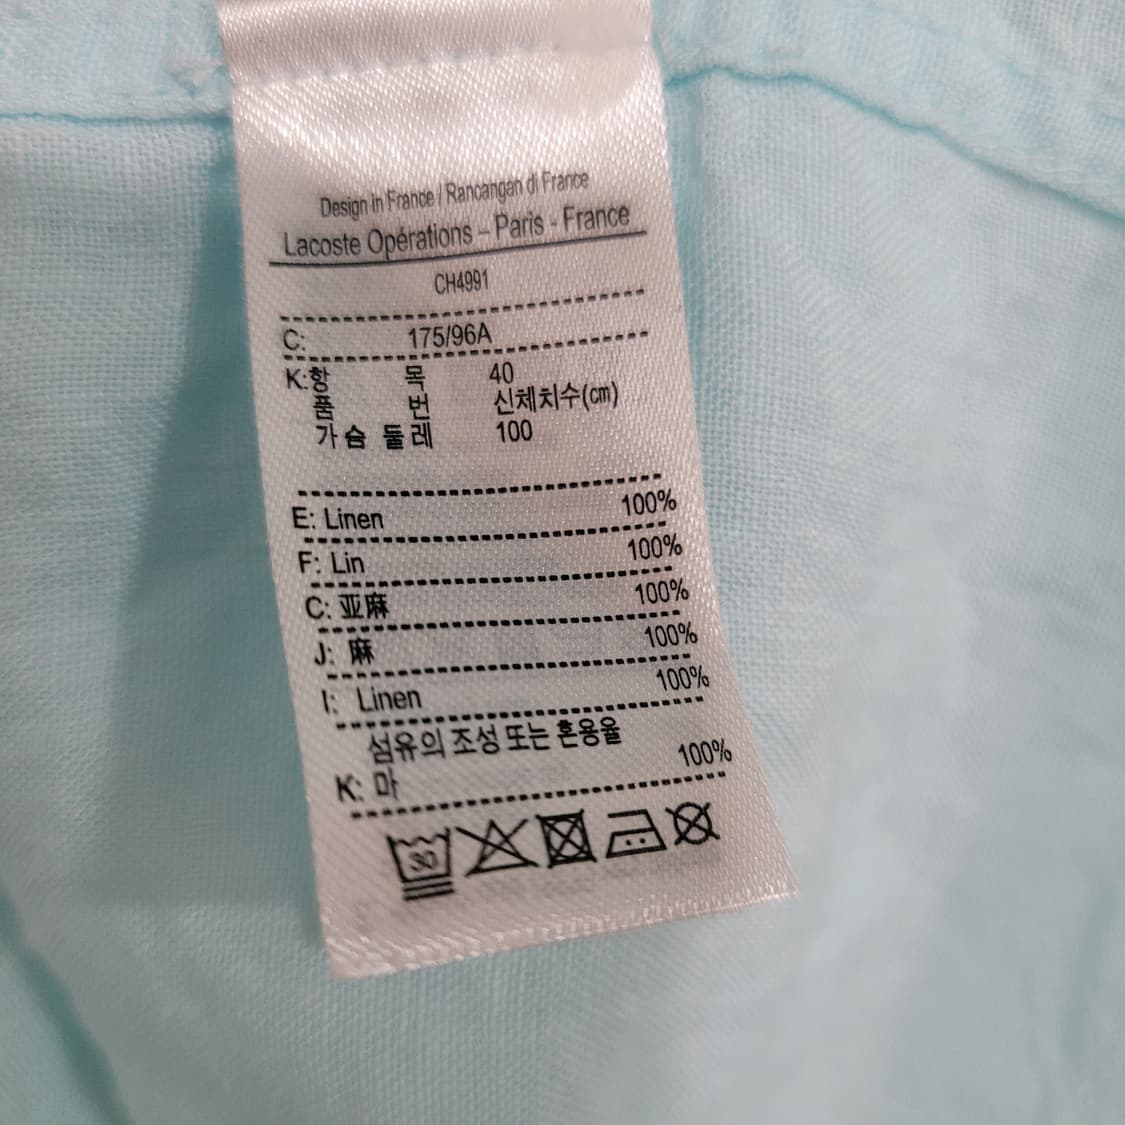 Design in France / Rancangan di France
Lacoste Opérations – Paris - France
CH4991
C: 175/96A
K:항 목 40
품 번 신체치수(cm)
가슴 둘레 100
E: Linen 100%
F: Lin 100%
C: 亚麻 100%
J: 麻 100%
I: Linen 100%
섬유의 조성 또는 혼용율
K: 마 100%
30